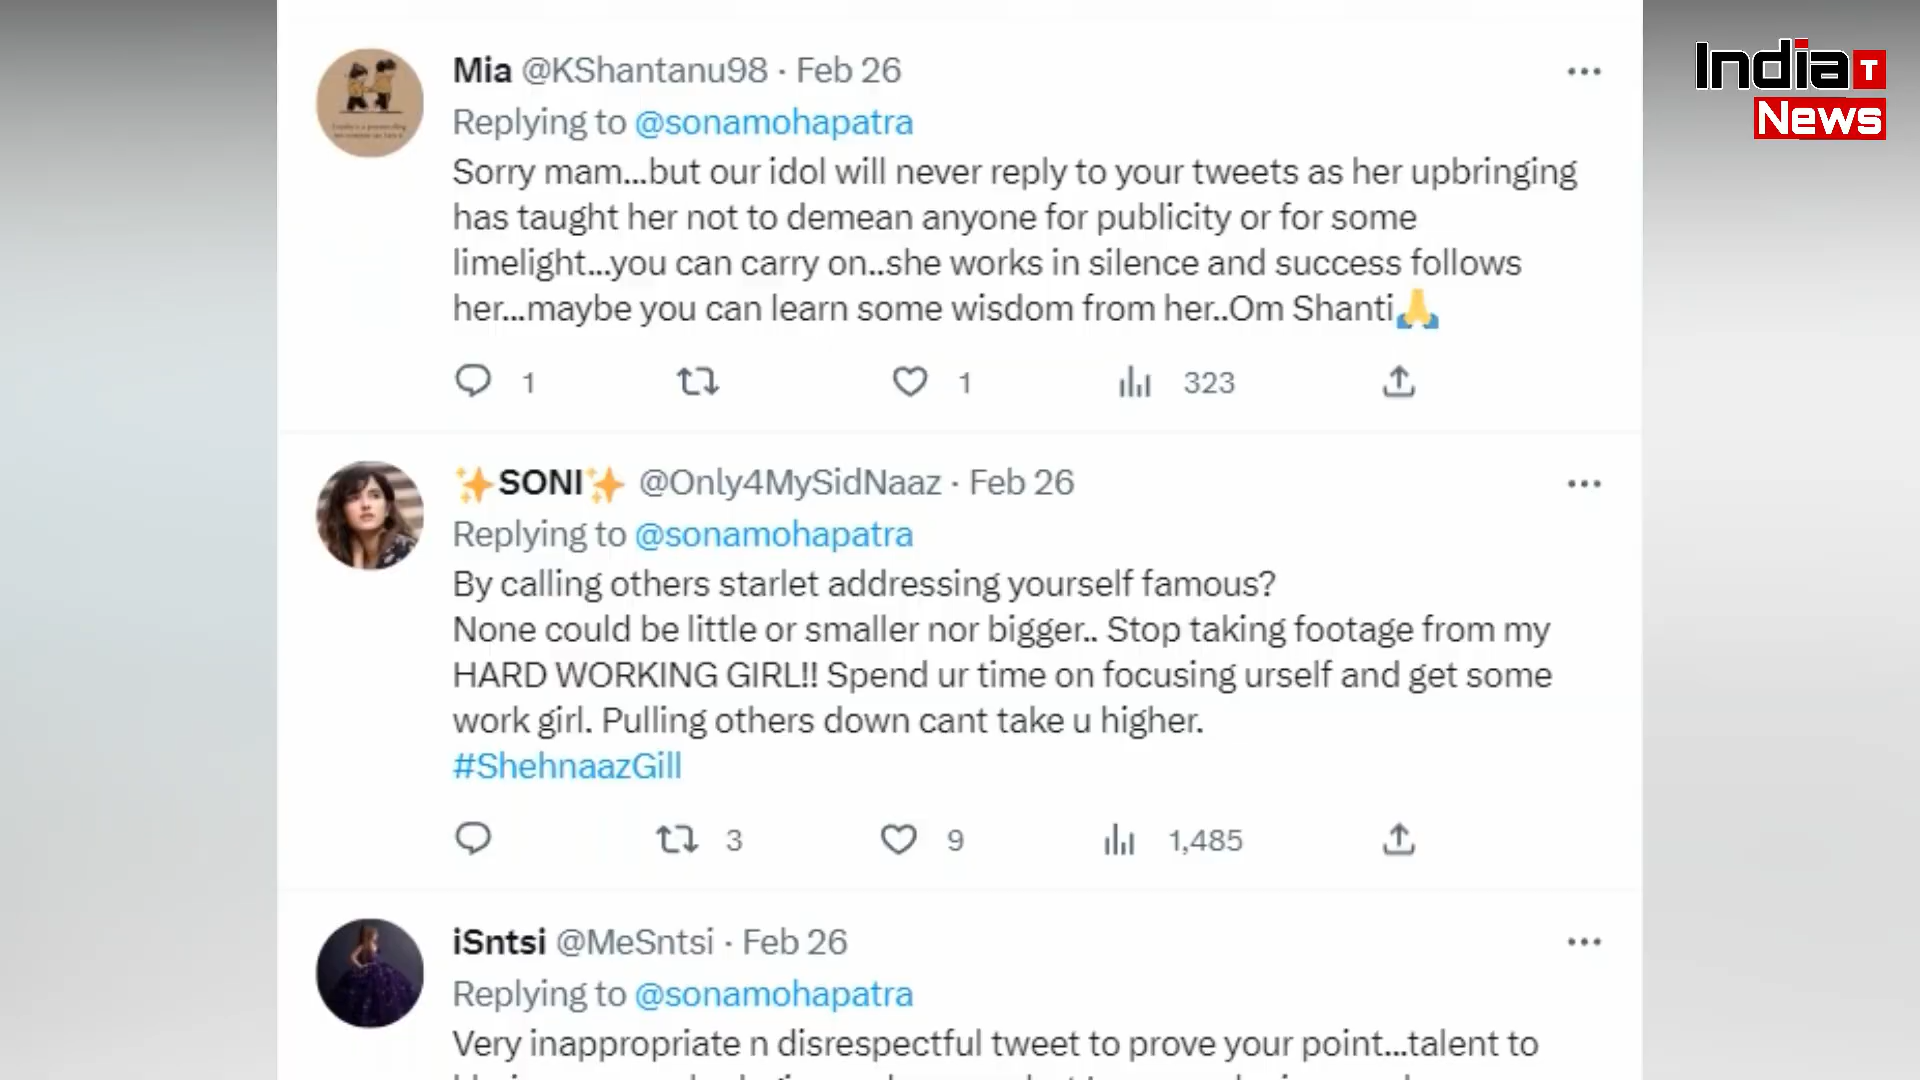 Mia @KShantanu98 · Feb 26
Replying to @sonamohapatra
Sorry mam...but our idol will never reply to your tweets as her upbringing
has taught her not to demean anyone for publicity or for some
limelight...you can carry on..she works in silence and success follows
her...maybe you can learn some wisdom from her..Om Shanti🙏
1 1 323
✨SONI✨ @Only4MySidNaaz · Feb 26
Replying to @sonamohapatra
By calling others starlet addressing yourself famous?
None could be little or smaller nor bigger.. Stop taking footage from my
HARD WORKING GIRL!! Spend ur time on focusing urself and get some
work girl. Pulling others down cant take u higher.
#ShehnaazGill
3 9 1,485
iSntsi @MeSntsi · Feb 26
Replying to @sonamohapatra
Very inappropriate n disrespectful tweet to prove your point...talent to
India T
News